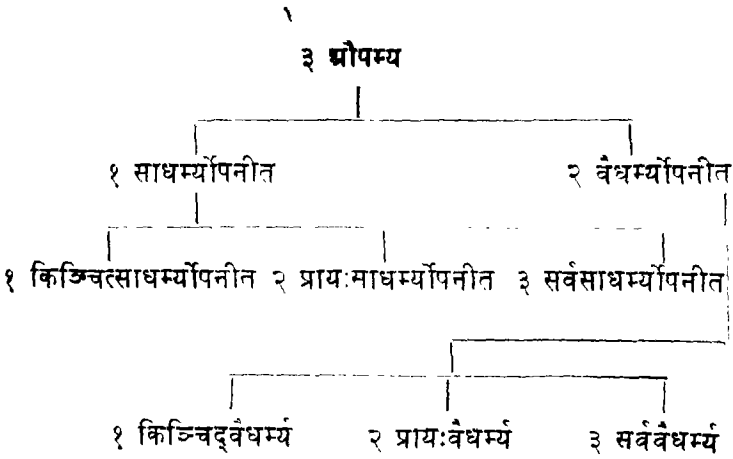 ३ औपम्य
१ साधर्म्योपनीत २ वैधर्म्योपनीत
१ किञ्चित्साधर्म्योपनीत २ प्रायःसाधर्म्योपनीत ३ सर्वसाधर्म्योपनीत
१ किञ्चिद्वैधर्म्य २ प्रायःवैधर्म्य ३ सर्ववैधर्म्य